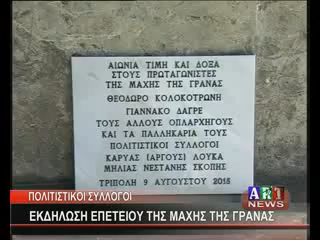 ΑΙΩΝΙΑ ΤΙΜΗ ΚΑΙ ΔΟΞΑ
ΣΤΟΥΣ ΠΡΩΤΑΓΩΝΙΣΤΕΣ
ΤΗΣ ΜΑΧΗΣ ΤΗΣ ΓΡΑΝΑΣ
ΘΕΟΔΩΡΟ ΚΟΛΟΚΟΤΡΩΝΗ
ΓΙΑΝΝΑΚΟ ΔΑΓΡΕ
ΤΟΥΣ ΑΛΛΟΥΣ ΟΠΛΑΡΧΗΓΟΥΣ
ΚΑΙ ΤΑ ΠΑΛΛΗΚΑΡΙΑ ΤΟΥΣ
ΠΟΛΙΤΙΣΤΙΚΟΙ ΣΥΛΛΟΓΟΙ
ΚΑΡΥΑΣ (ΑΡΓΟΥΣ) ΛΟΥΚΑ
ΜΗΛΙΑΣ ΝΕΣΤΑΝΗΣ ΣΚΟΠΗΣ
ΤΡΙΠΟΛΗ 9 ΑΥΓΟΥΣΤΟΥ 2015
ΠΟΛΙΤΙΣΤΙΚΟΙ ΣΥΛΛΟΓΟΙ
ΕΚΔΗΛΩΣΗ ΕΠΕΤΕΙΟΥ ΤΗΣ ΜΑΧΗΣ ΤΗΣ ΓΡΑΝΑΣ
ART
NEWS